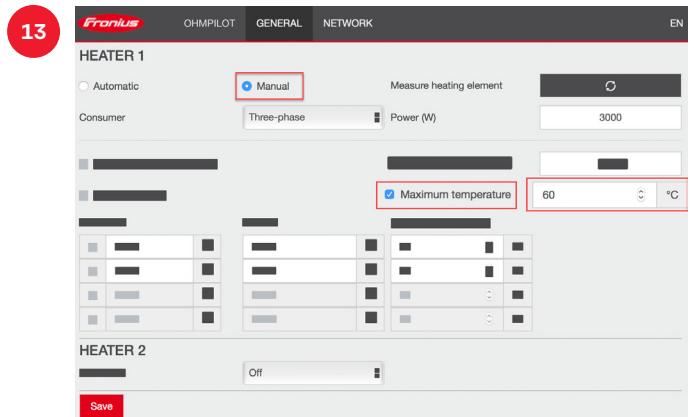 13
Fronius OHMPILOT GENERAL NETWORK EN
HEATER 1
Automatic Manual Measure heating element
Consumer Three-phase Power (W) 3000
Maximum temperature 60 °C
HEATER 2
Off
Save